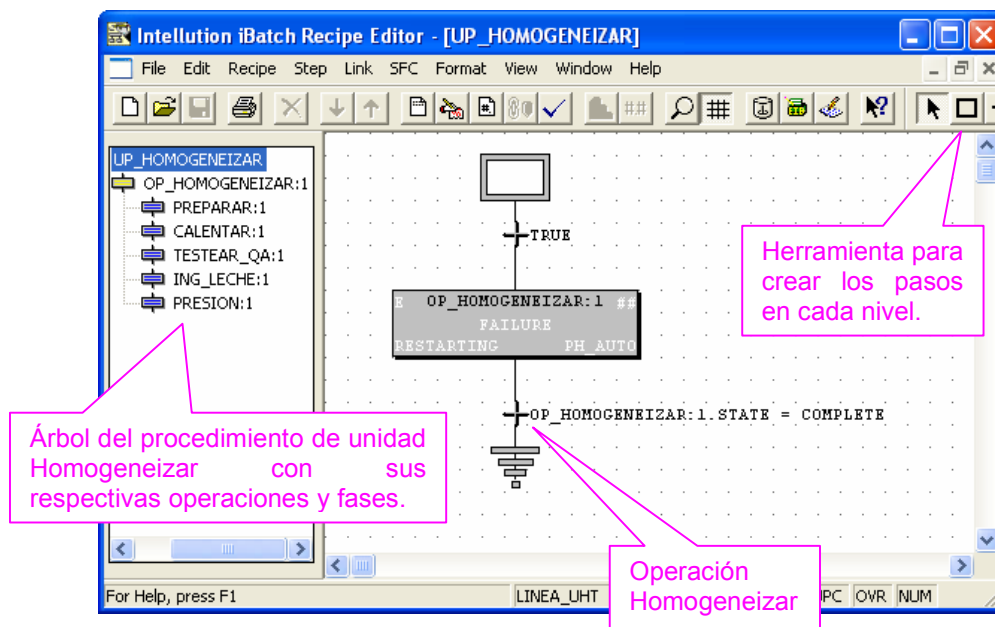 Intellution iBatch Recipe Editor - [UP_HOMOGENEIZAR]
File Edit Recipe Step Link SFC Format View Window Help
UP_HOMOGENEIZAR
OP_HOMOGENEIZAR:1
PREPARAR:1
CALENTAR:1
TESTEAR_QA:1
ING_LECHE:1
PRESION:1
TRUE
E OP_HOMOGENEIZAR:1 ##
FAILURE
RESTARTING PH_AUTO
OP_HOMOGENEIZAR:1.STATE = COMPLETE
Herramienta para
crear los pasos
en cada nivel.
Árbol del procedimiento de unidad
Homogeneizar con sus
respectivas operaciones y fases.
Operación
Homogeneizar
For Help, press F1
LINEA_UHT
OVR NUM